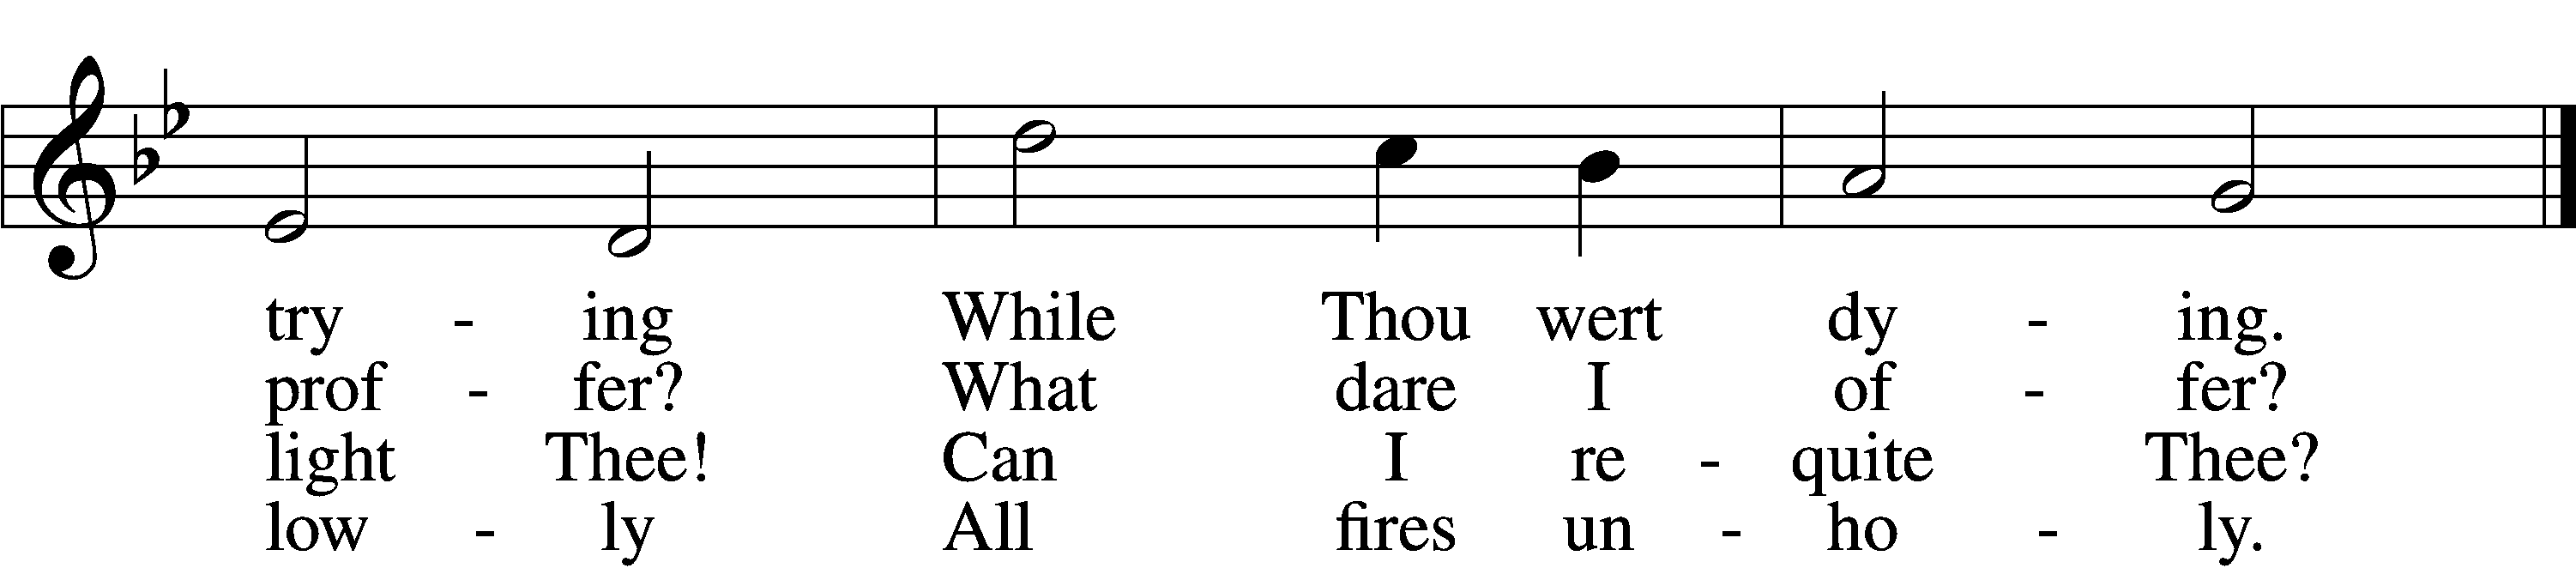 try - ing While Thou wert dy - ing.
prof - fer? What dare I of - fer?
light Thee! Can I re - quite Thee?
low - ly All fires un - ho - ly.